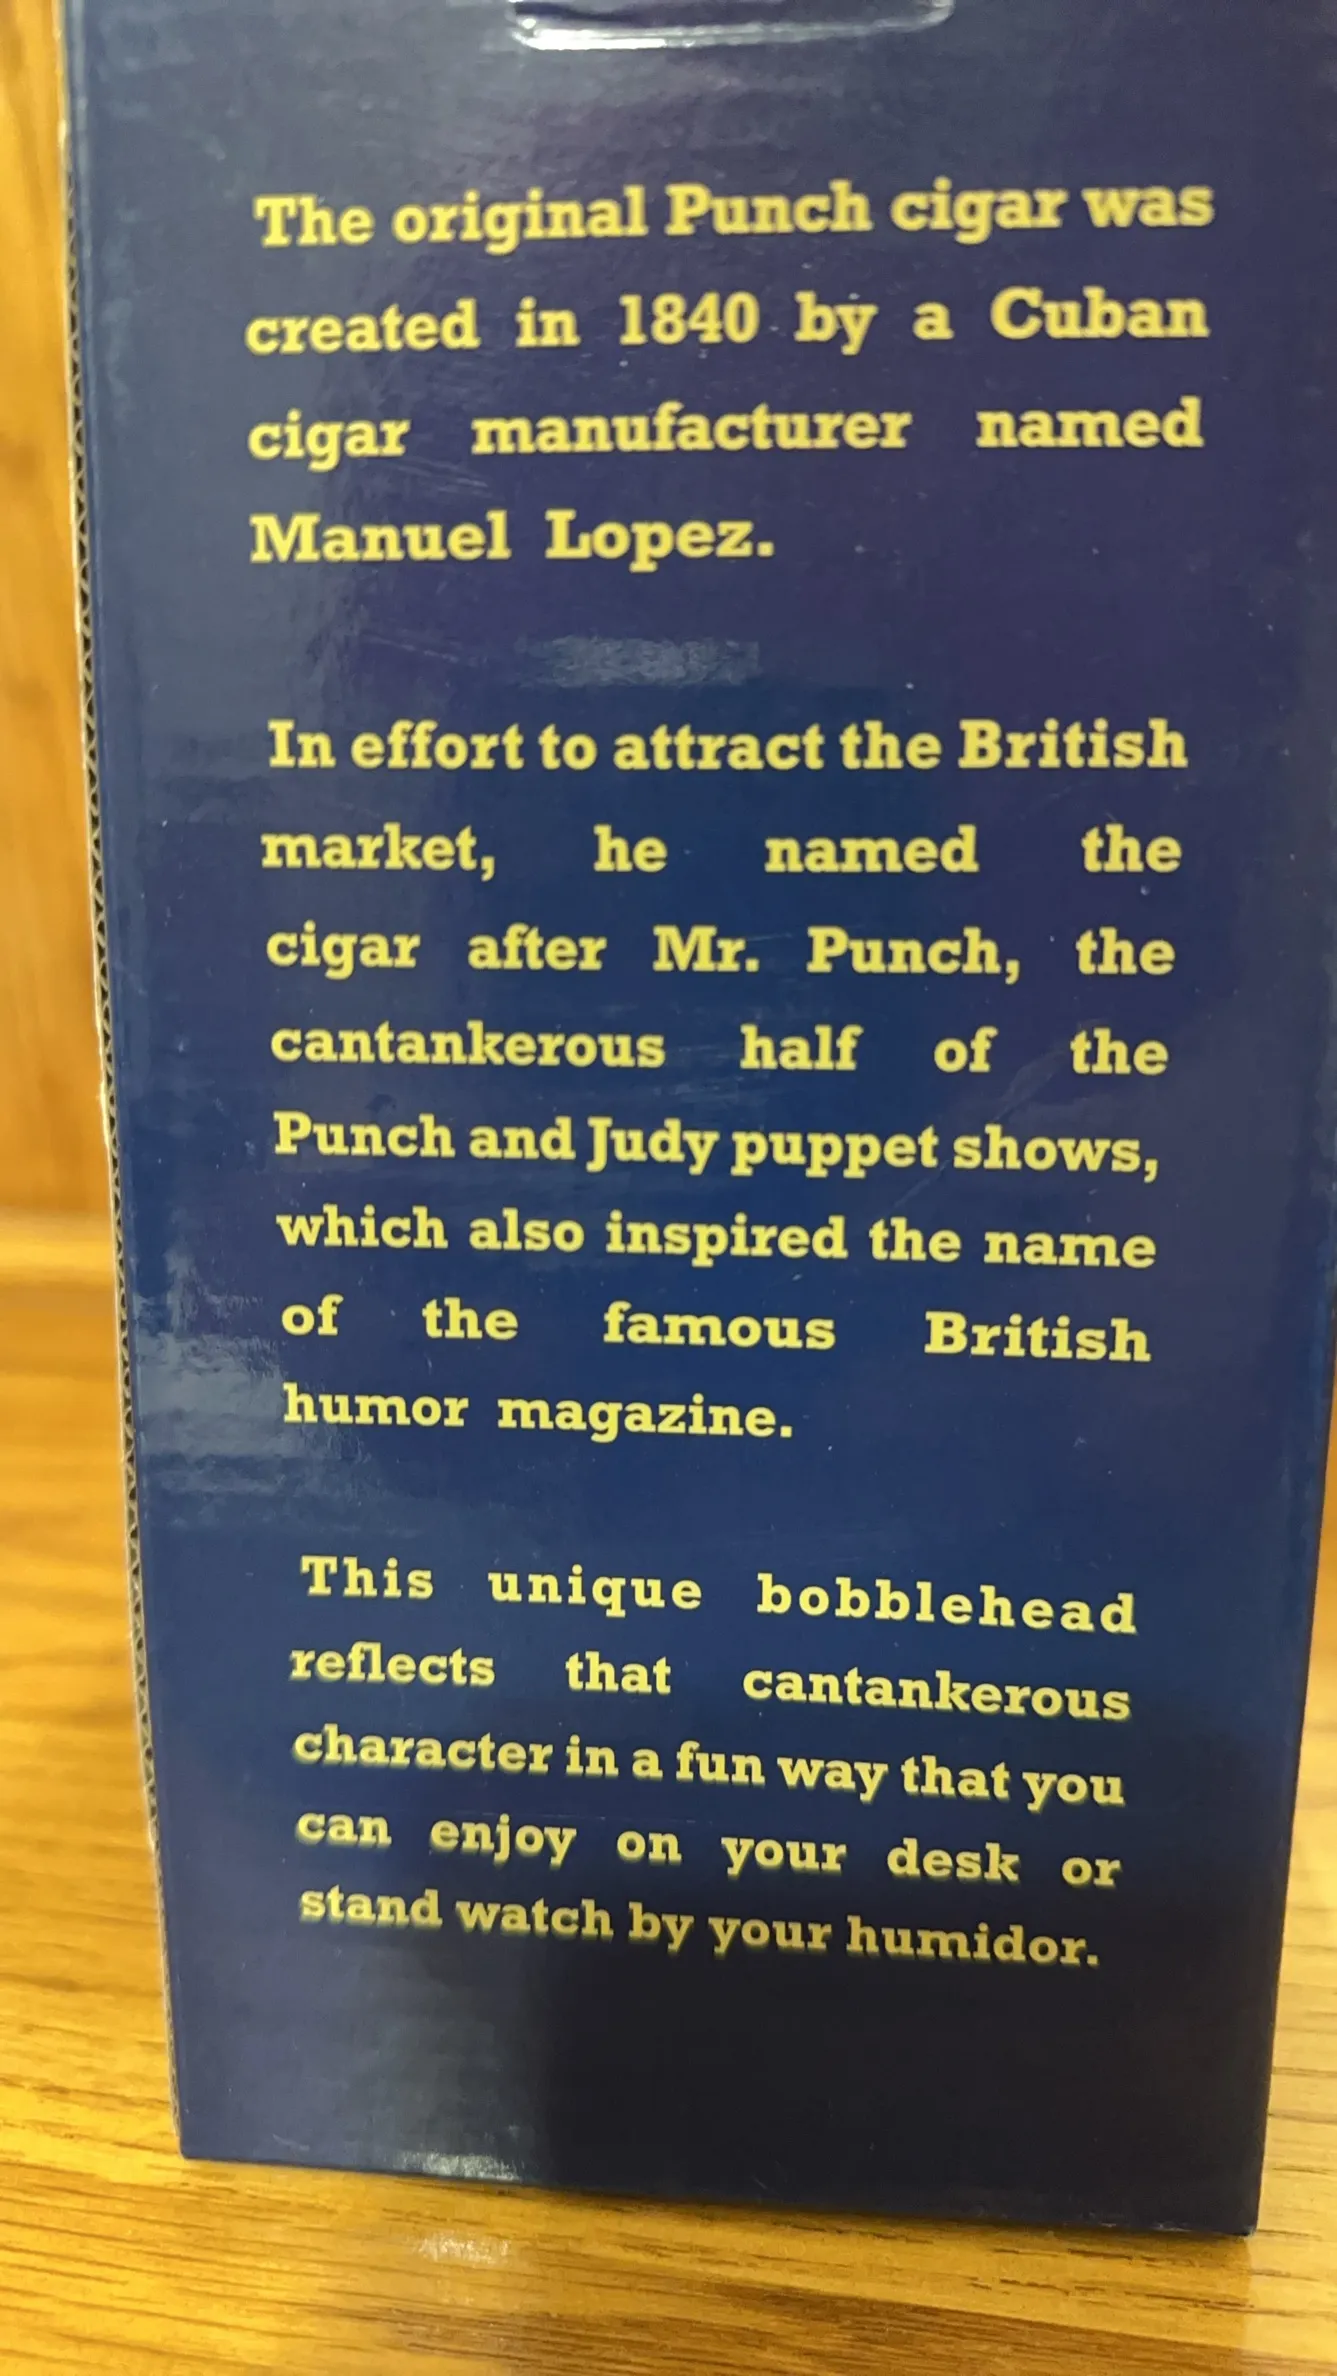 The original Punch cigar was
created in 1840 by a Cuban
cigar manufacturer named
Manuel Lopez.
In effort to attract the British
market, he named the
cigar after Mr. Punch, the
cantankerous half of the
Punch and Judy puppet shows,
which also inspired the name
of the famous British
humor magazine.
This unique bobblehead
reflects that cantankerous
character in a fun way that you
can enjoy on your desk or
stand watch by your humidor.